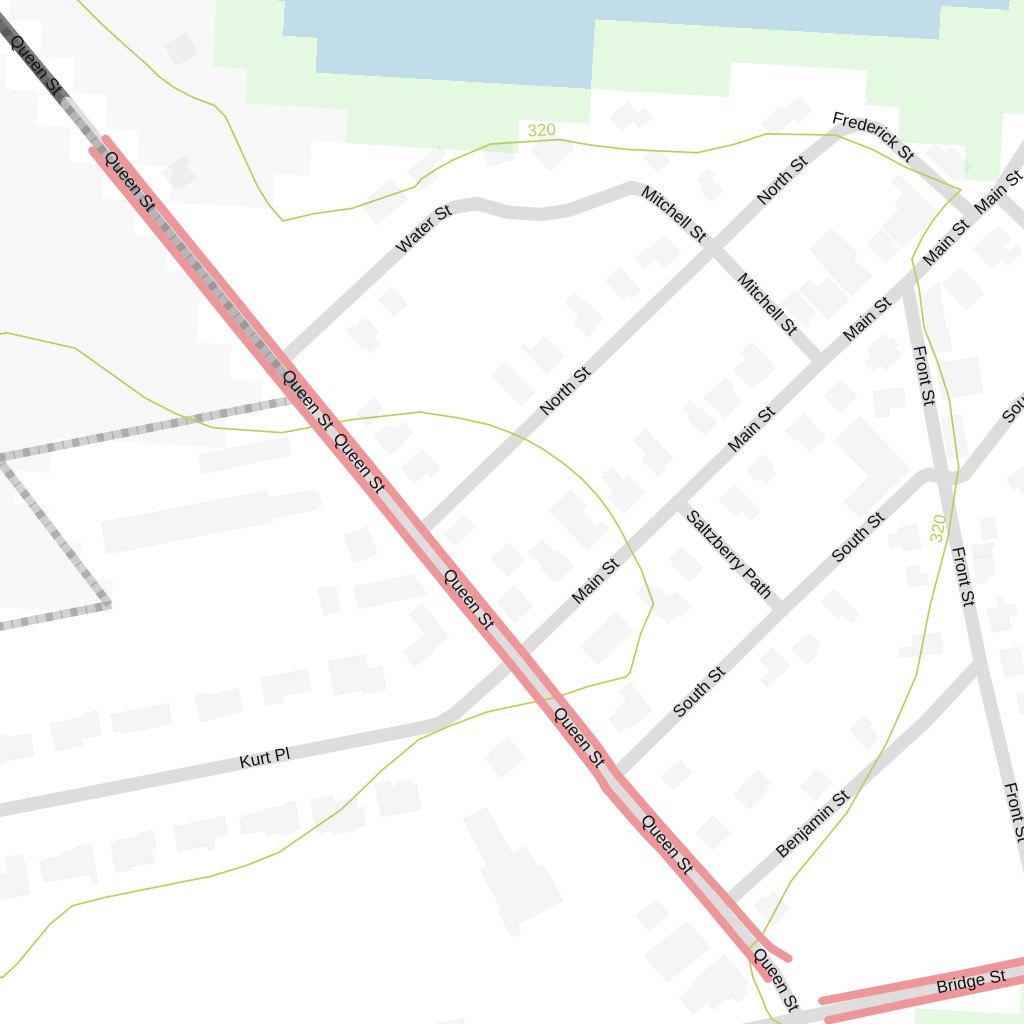 Queen St
Frederick St
320
Queen St
North St
Main St
Mitchell St
Water St
Main St
Mitchell St
Main St
Front St
Queen St
North St
Sou
Main St
Queen St
320
Saltzberry Path
South St
Front St
Main St
Queen St
South St
Queen St
Kurt Pl
Front St
Benjamin St
Queen St
Queen St
Bridge St